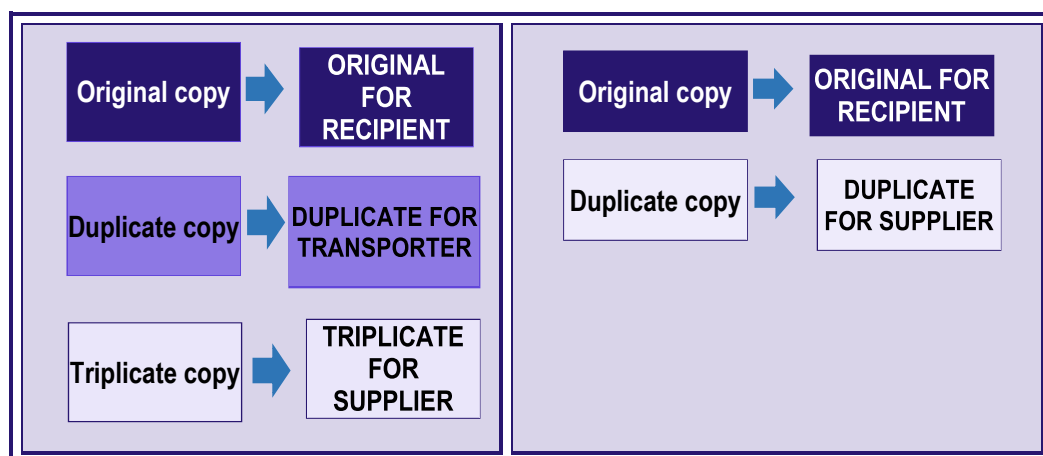 Original copy
ORIGINAL
FOR
RECIPIENT
Duplicate copy
DUPLICATE FOR
TRANSPORTER
Triplicate copy
TRIPLICATE
FOR
SUPPLIER
Original copy
ORIGINAL FOR
RECIPIENT
Duplicate copy
DUPLICATE
FOR SUPPLIER